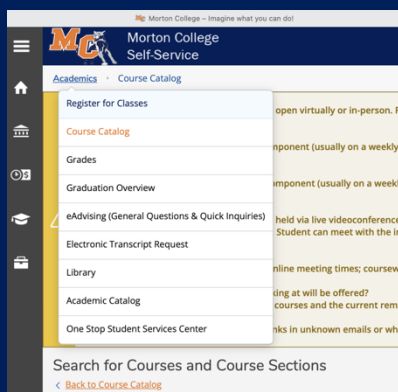 Morton College – Imagine what you can do!
Morton College
Self-Service
Academics · Course Catalog
Register for Classes
open virtually or in-person.
Course Catalog
mponent (usually on a weekly
Grades
Graduation Overview
mponent (usually on a week
eAdvising (General Questions & Quick Inquiries)
held via live videoconference
Student can meet with the in
Electronic Transcript Request
Library
nline meeting times; coursew
king at will be offered?
Academic Catalog
courses and the current rem
One Stop Student Services Center
nks in unknown emails or wh
Search for Courses and Course Sections
< Back to Course Catalog